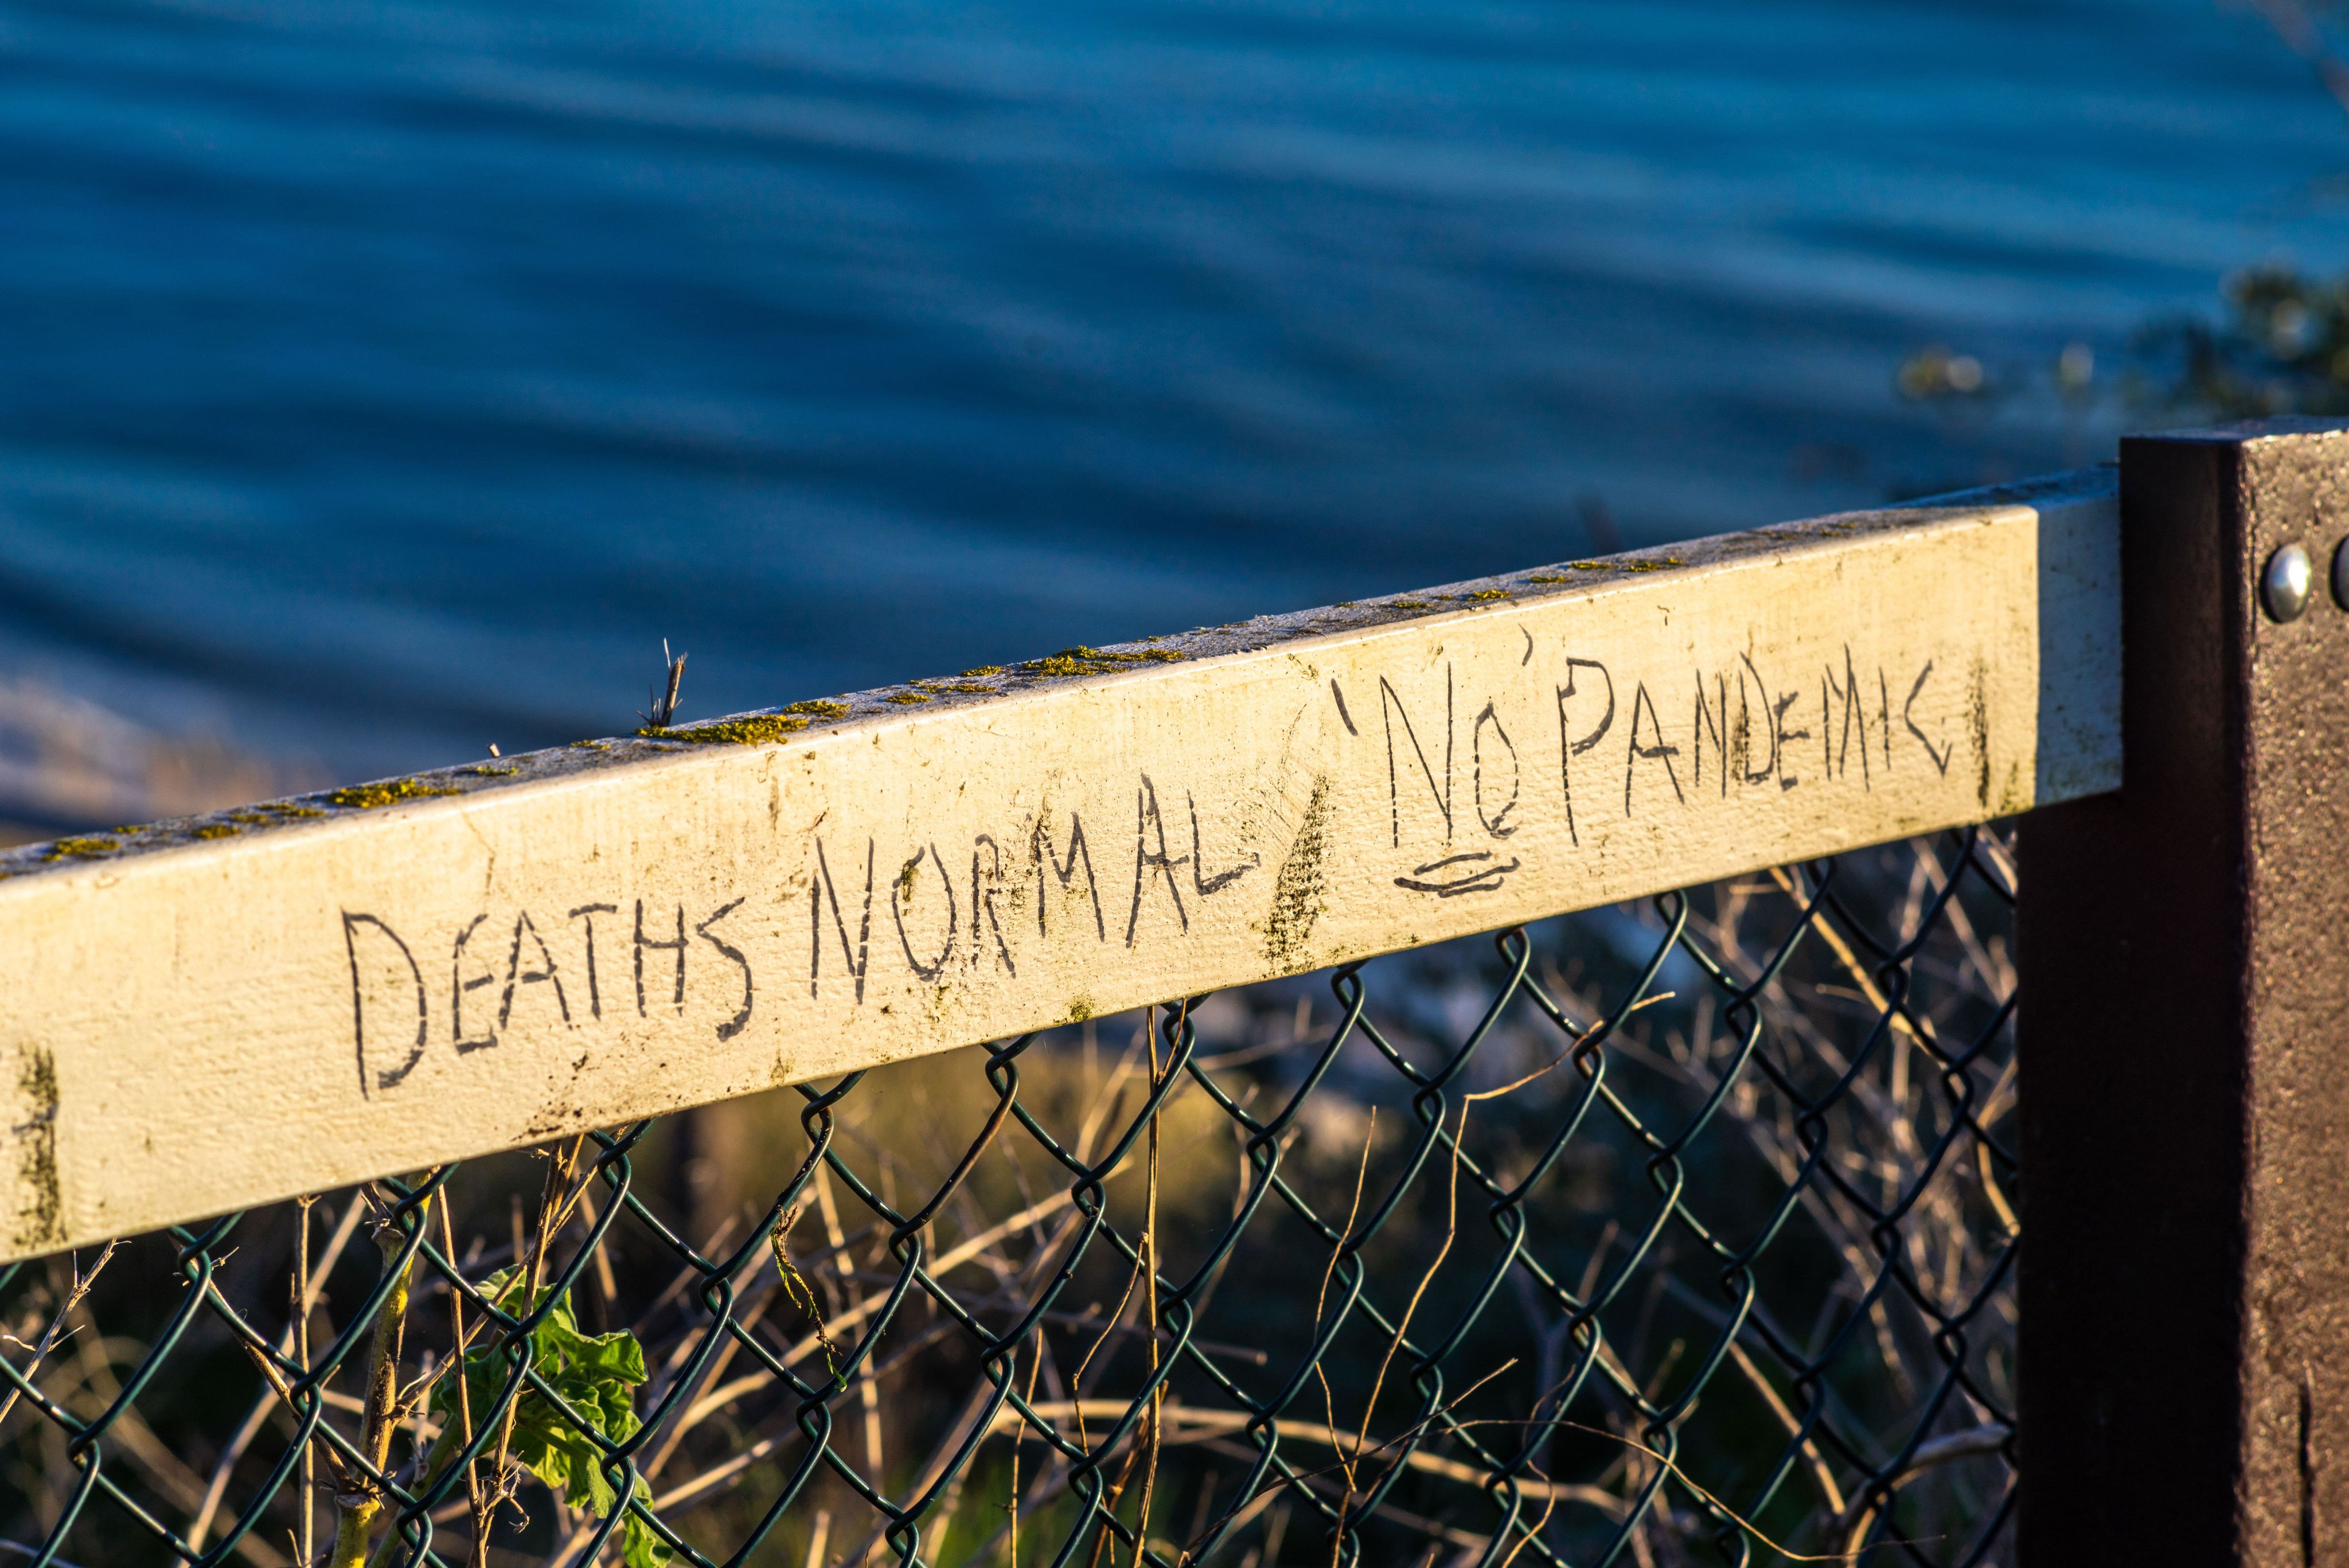 DEATHS NORMAL 'NO' PANDEMIC